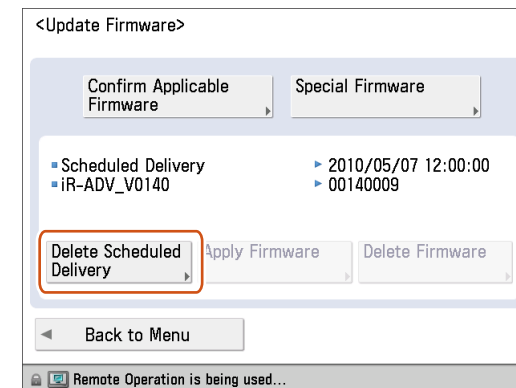 <Update Firmware>
Confirm Applicable Special Firmware
Firmware
Scheduled Delivery 2010/05/07 12:00:00
iR-ADV_V0140 00140009
Delete Scheduled Apply Firmware Delete Firmware
Delivery
Back to Menu
Remote Operation is being used...